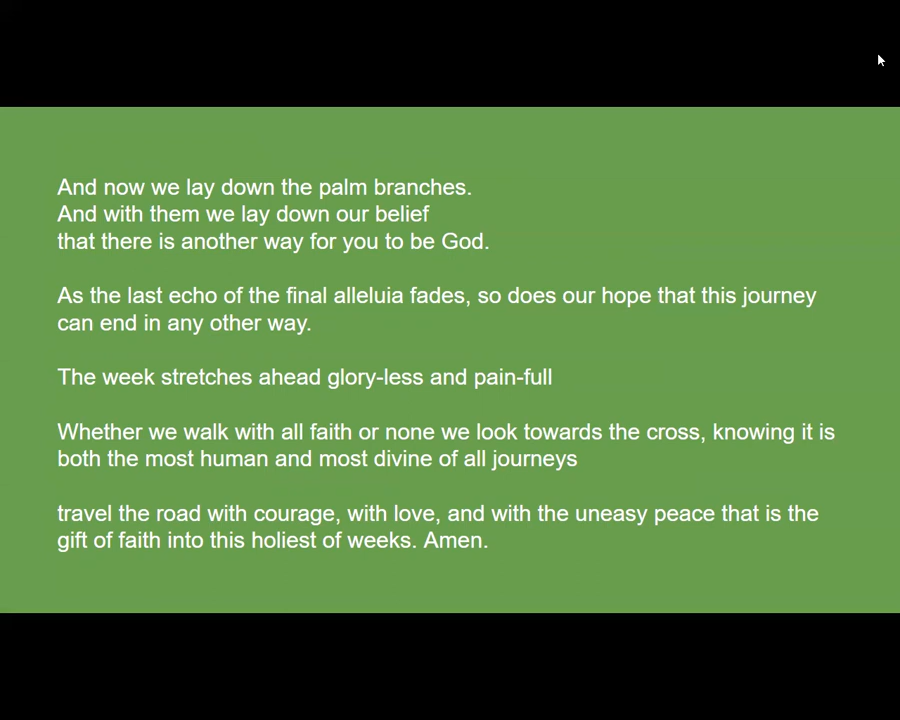 And now we lay down the palm branches.
And with them we lay down our belief
that there is another way for you to be God.
As the last echo of the final alleluia fades, so does our hope that this journey
can end in any other way.
The week stretches ahead glory-less and pain-full
Whether we walk with all faith or none we look towards the cross, knowing it is
both the most human and most divine of all journeys
travel the road with courage, with love, and with the uneasy peace that is the
gift of faith into this holiest of weeks. Amen.